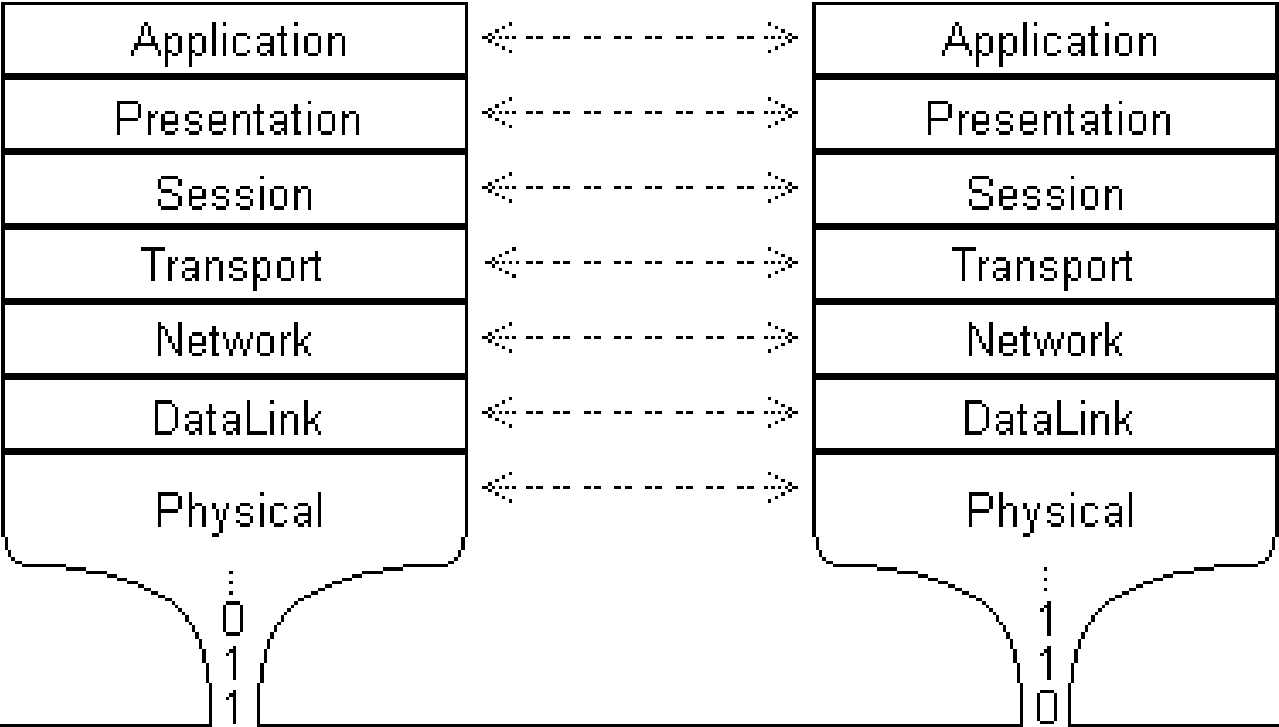 Application
Presentation
Session
Transport
Network
DataLink
Physical
0
1
1
Application
Presentation
Session
Transport
Network
DataLink
Physical
1
1
0